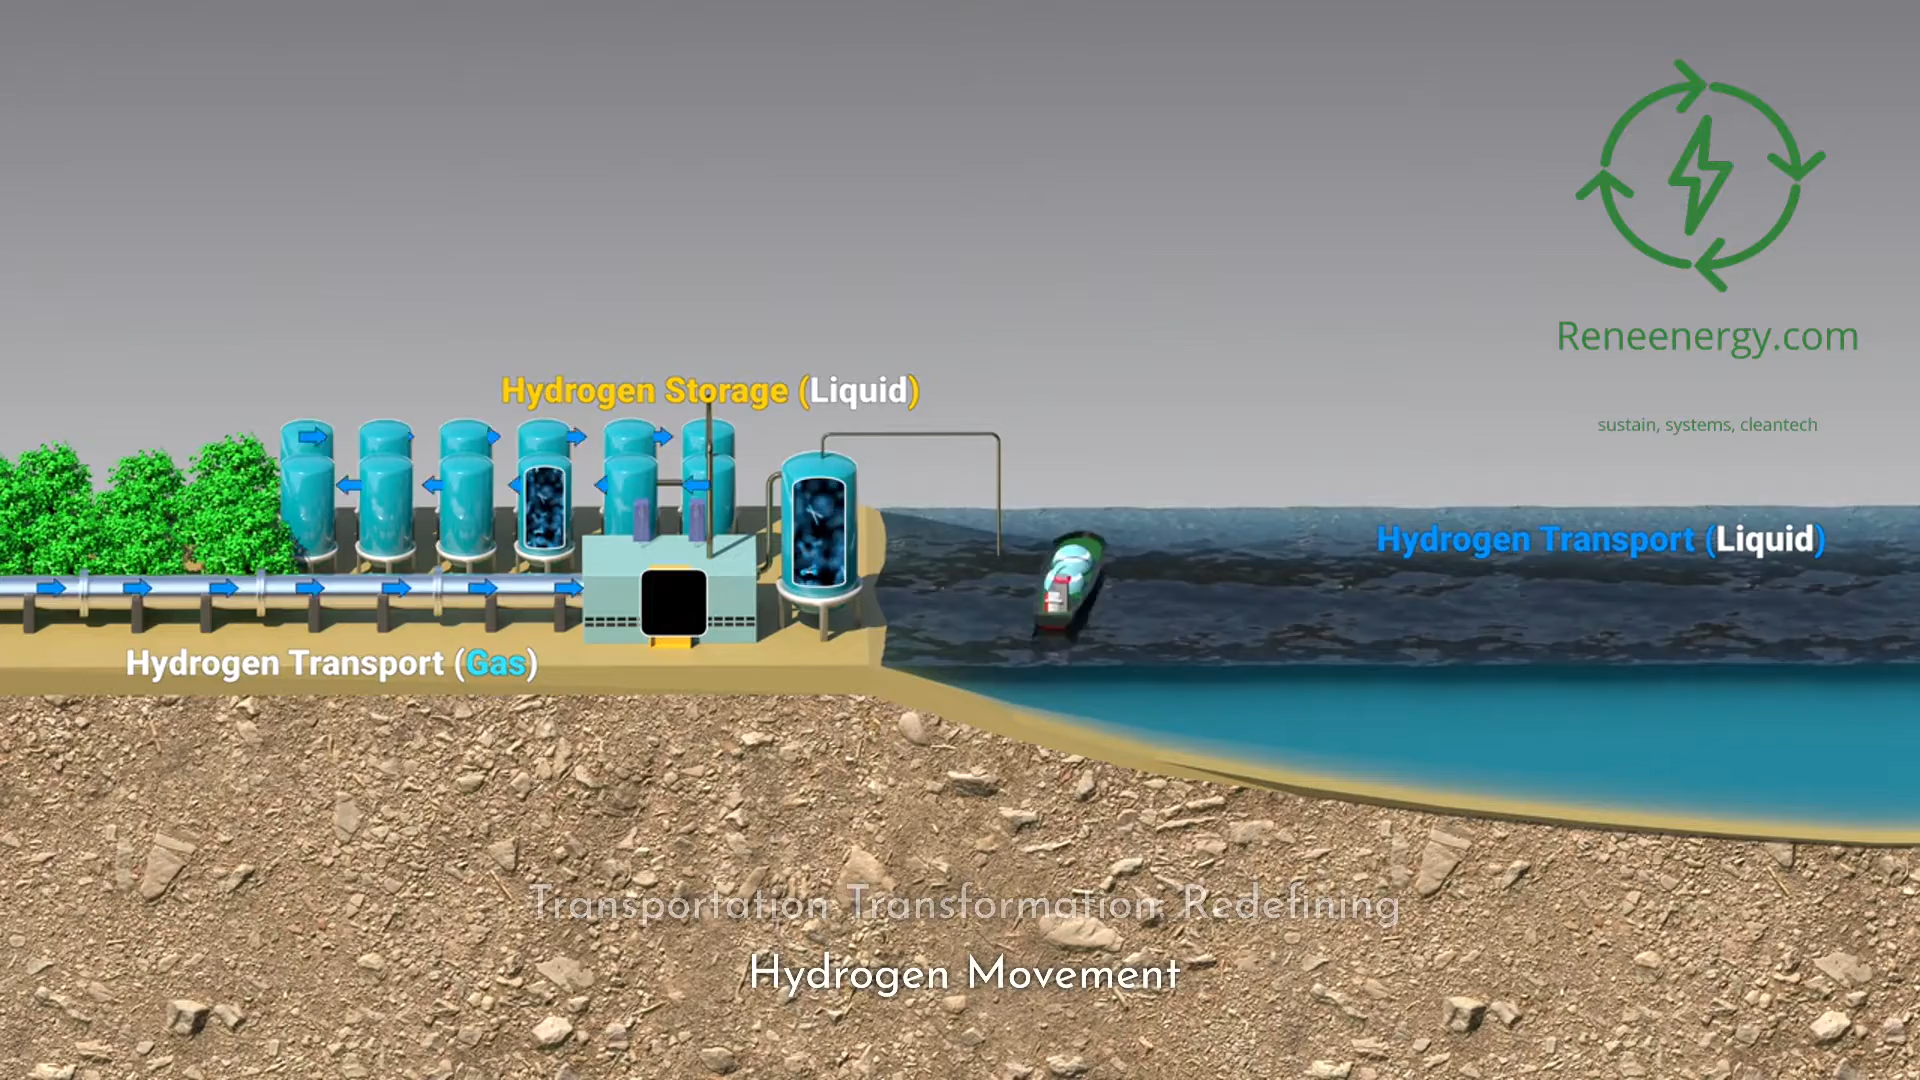 Reneenergy.com
sustain, systems, cleantech
Hydrogen Storage (Liquid)
Hydrogen Transport (Liquid)
Hydrogen Transport (Gas)
Transportation Transformation: Redefining
Hydrogen Movement